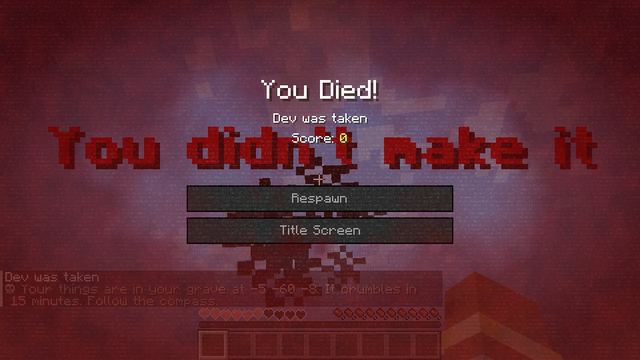 You Died!
Dev was taken
Score: 0
You didn't make it
Respawn
Title Screen
Dev was taken
☹ Your things are in your grave at -5 -60 -8. It crumbles in
15 minutes. Follow the compass.